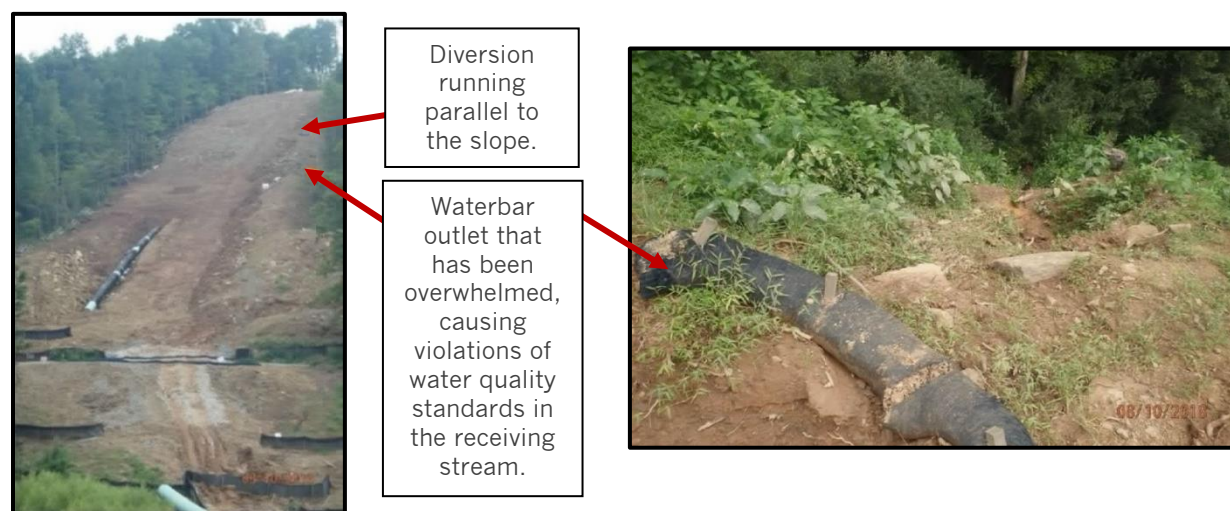 Diversion
running
parallel to
the slope.
Waterbar
outlet that
has been
overwhelmed,
causing
violations of
water quality
standards in
the receiving
stream.
08/10/2018